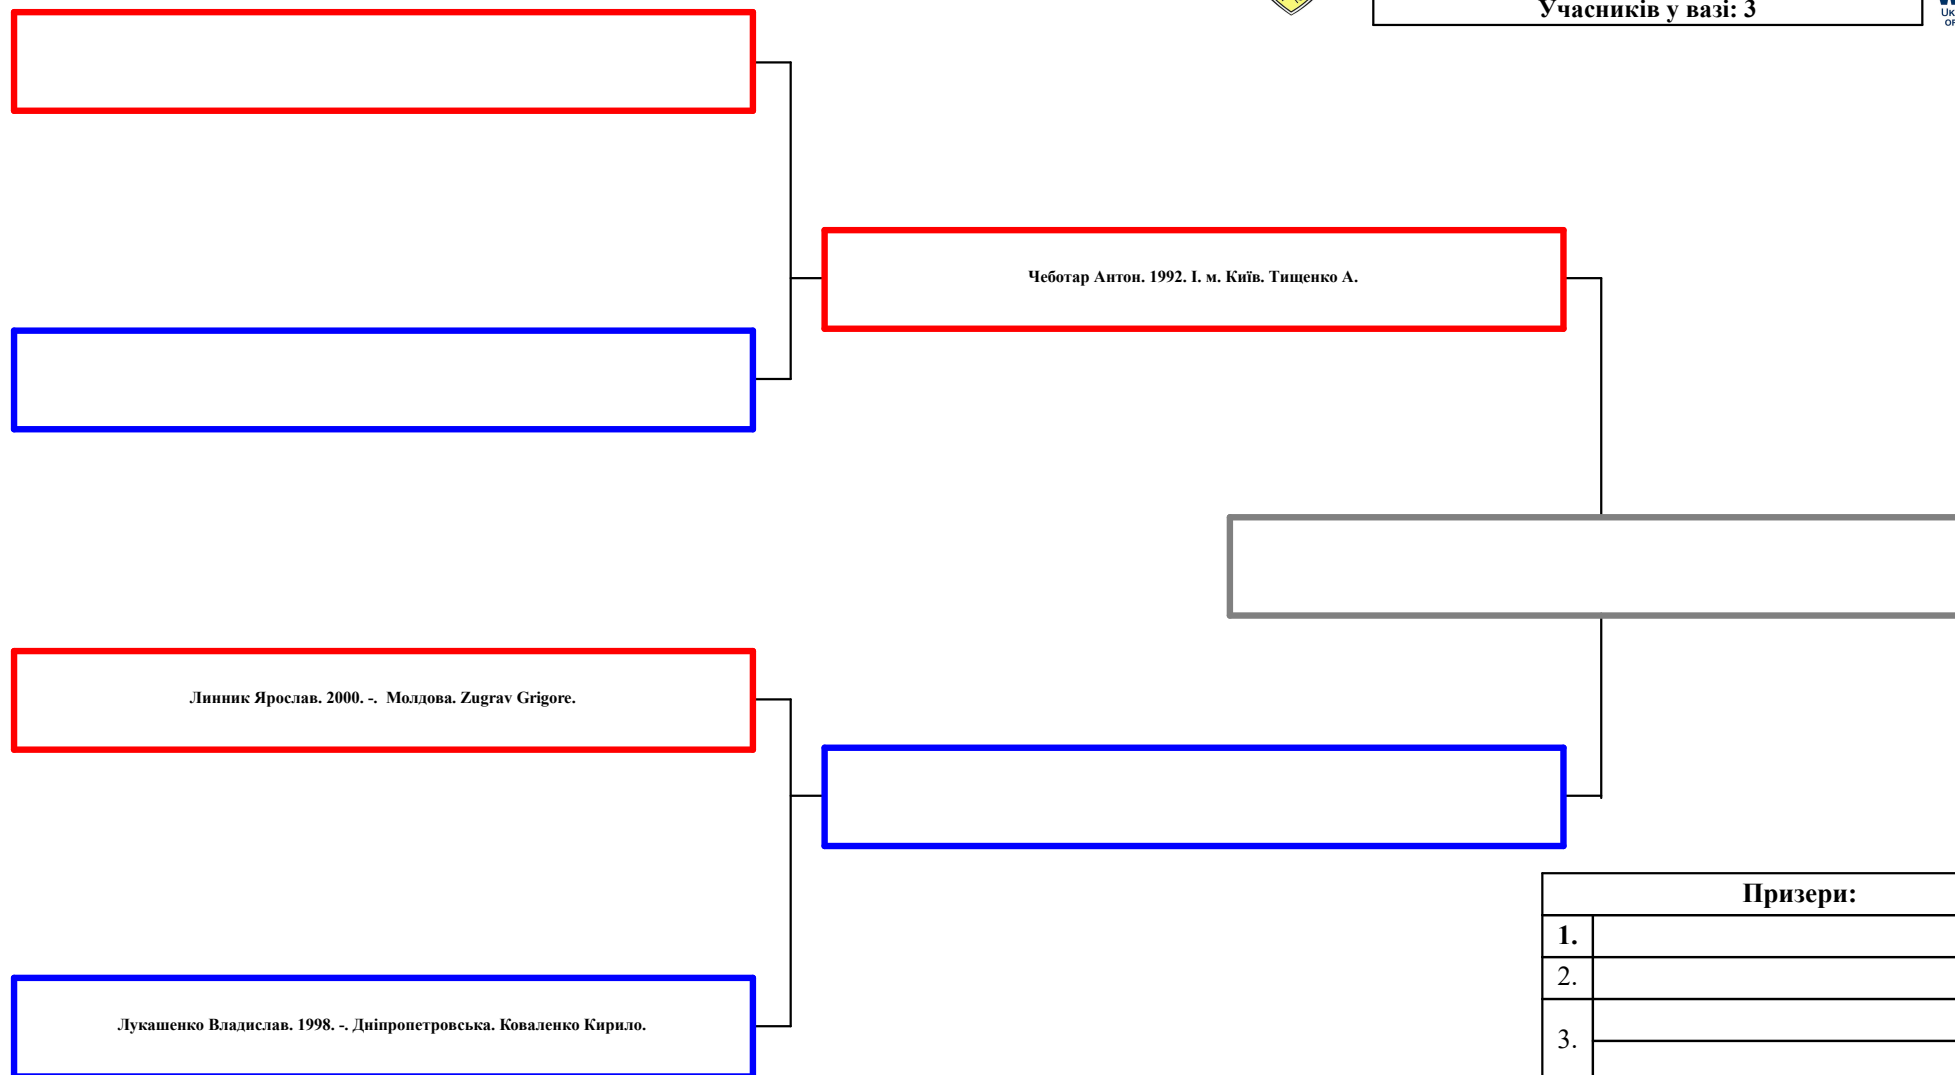 Учасників у вазі: 3
Чеботар Антон. 1992. І. м. Київ. Тищенко А.
Линник Ярослав. 2000. -. Молдова. Zugrav Grigore.
Лукашенко Владислав. 1998. -. Дніпропетровська. Коваленко Кирило.
Призери:
1.
2.
3.